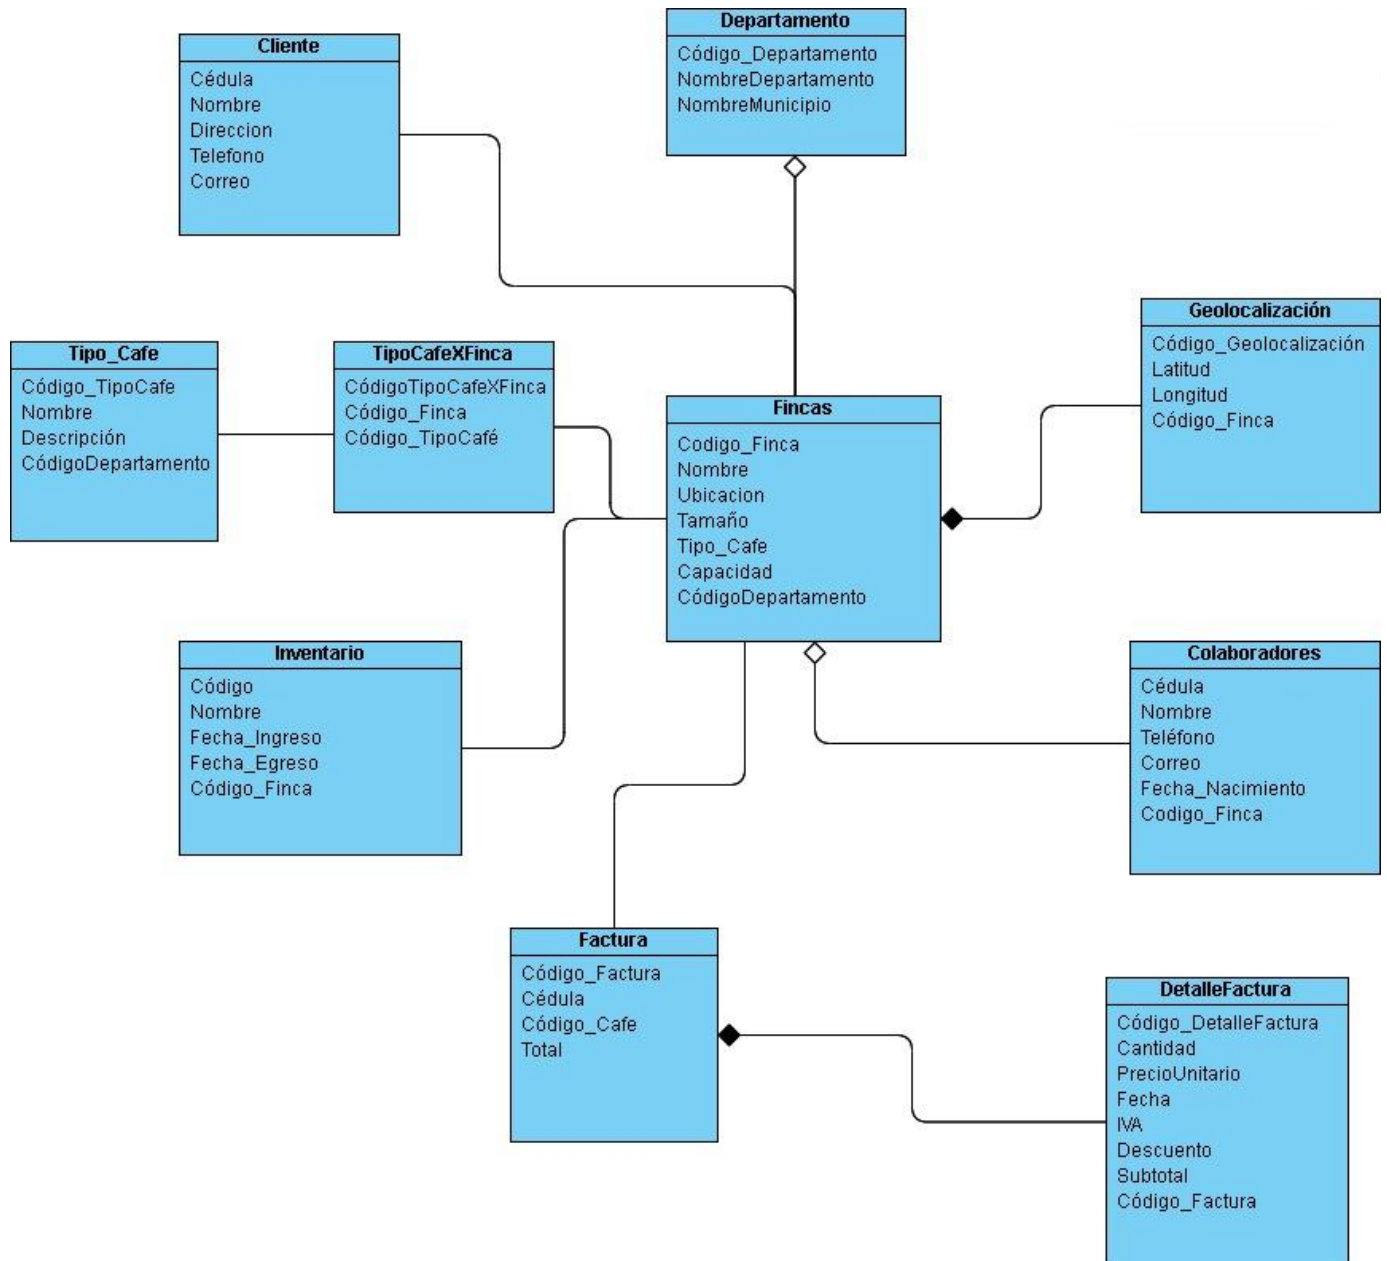 Departamento
Código_Departamento
NombreDepartamento
NombreMunicipio
Cliente
Cédula
Nombre
Direccion
Telefono
Correo
Geolocalización
Código_Geolocalización
Latitud
Longitud
Código_Finca
Tipo_Cafe
Código_TipoCafe
Nombre
Descripción
CódigoDepartamento
TipoCafeXFinca
CódigoTipoCafeXFinca
Código_Finca
Código_TipoCafé
Fincas
Codigo_Finca
Nombre
Ubicacion
Tamaño
Tipo_Cafe
Capacidad
CódigoDepartamento
Inventario
Código
Nombre
Fecha_Ingreso
Fecha_Egreso
Código_Finca
Colaboradores
Cédula
Nombre
Teléfono
Correo
Fecha_Nacimiento
Codigo_Finca
Factura
Código_Factura
Cédula
Código_Cafe
Total
DetalleFactura
Código_DetalleFactura
Cantidad
PrecioUnitario
Fecha
IVA
Descuento
Subtotal
Código_Factura